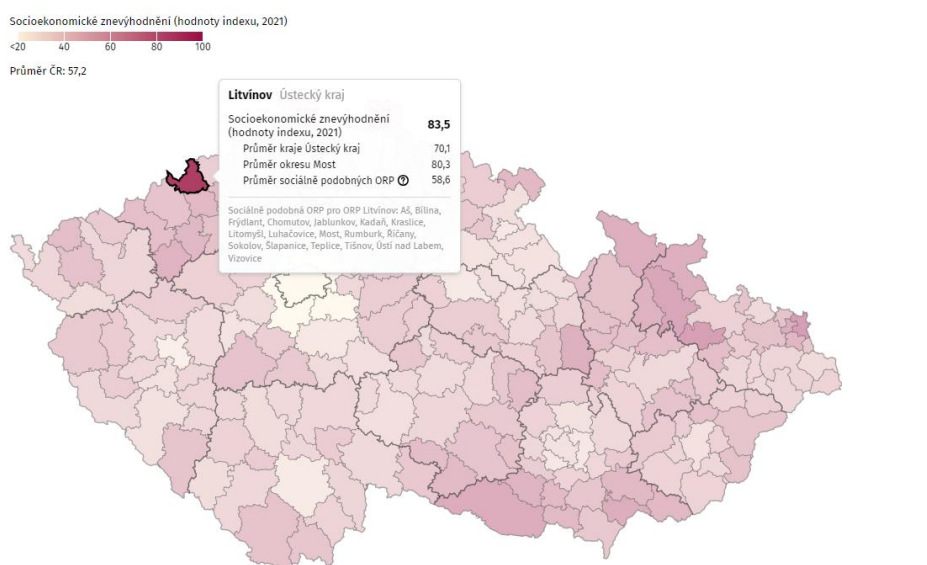 Socioekonomické znevýhodnění (hodnoty indexu, 2021)
<20 40 60 80 100
Průměr ČR: 57,2
Litvínov Ústecký kraj
Socioekonomické znevýhodnění
(hodnoty indexu, 2021) 83,5
Průměr kraje Ústecký kraj 70,1
Průměr okresu Most 80,3
Průměr sociálně podobných ORP ? 58,6
Sociálně podobná ORP pro ORP Litvínov: Aš, Bílina,
Frýdlant, Chomutov, Jablunkov, Kadaň, Kraslice,
Litomyšl, Luhačovice, Most, Rumburk, Říčany,
Sokolov, Šlapanice, Teplice, Tišnov, Ústí nad Labem,
Vizovice